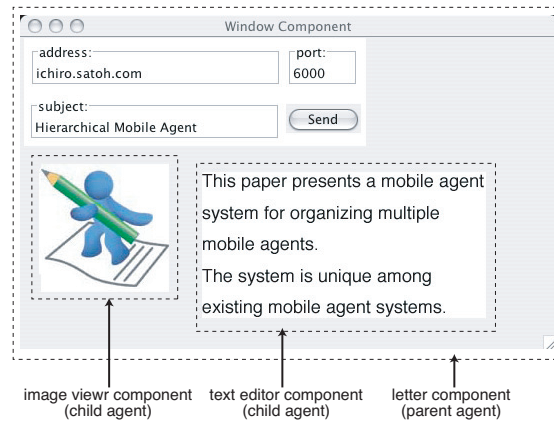 Window Component
address:
port:
ichiro.satoh.com
6000
subject:
Hierarchical Mobile Agent
Send
This paper presents a mobile agent
system for organizing multiple
mobile agents.
The system is unique among
existing mobile agent systems.
image viewr component
(child agent)
text editor component
(child agent)
letter component
(parent agent)